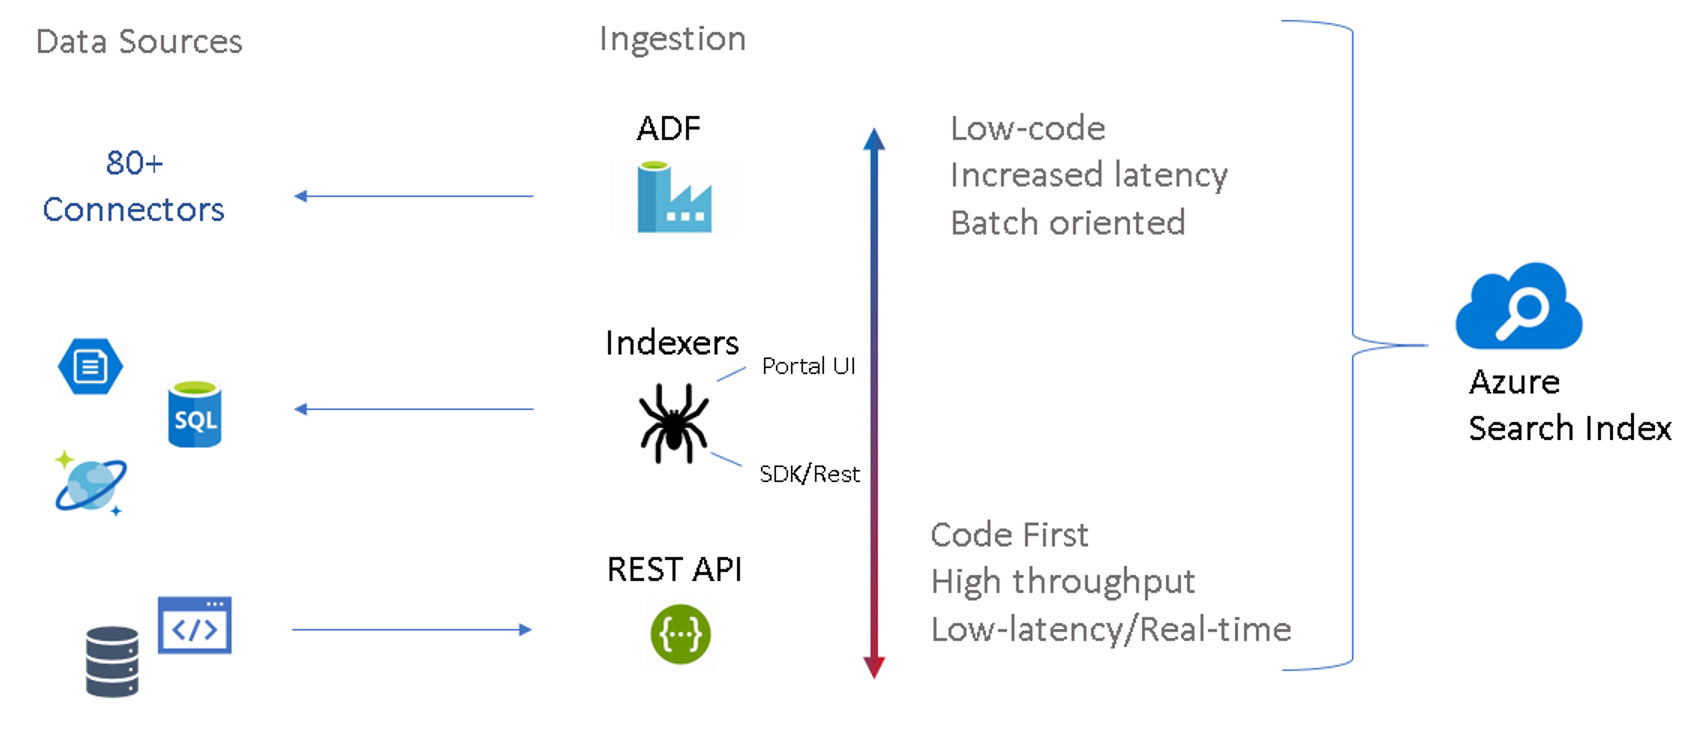 Data Sources
Ingestion
ADF
80+
Connectors
Low-code
Increased latency
Batch oriented
Indexers
Portal UI
SQL
SDK/Rest
Azure
Search Index
REST API
</>
{...}
Code First
High throughput
Low-latency/Real-time